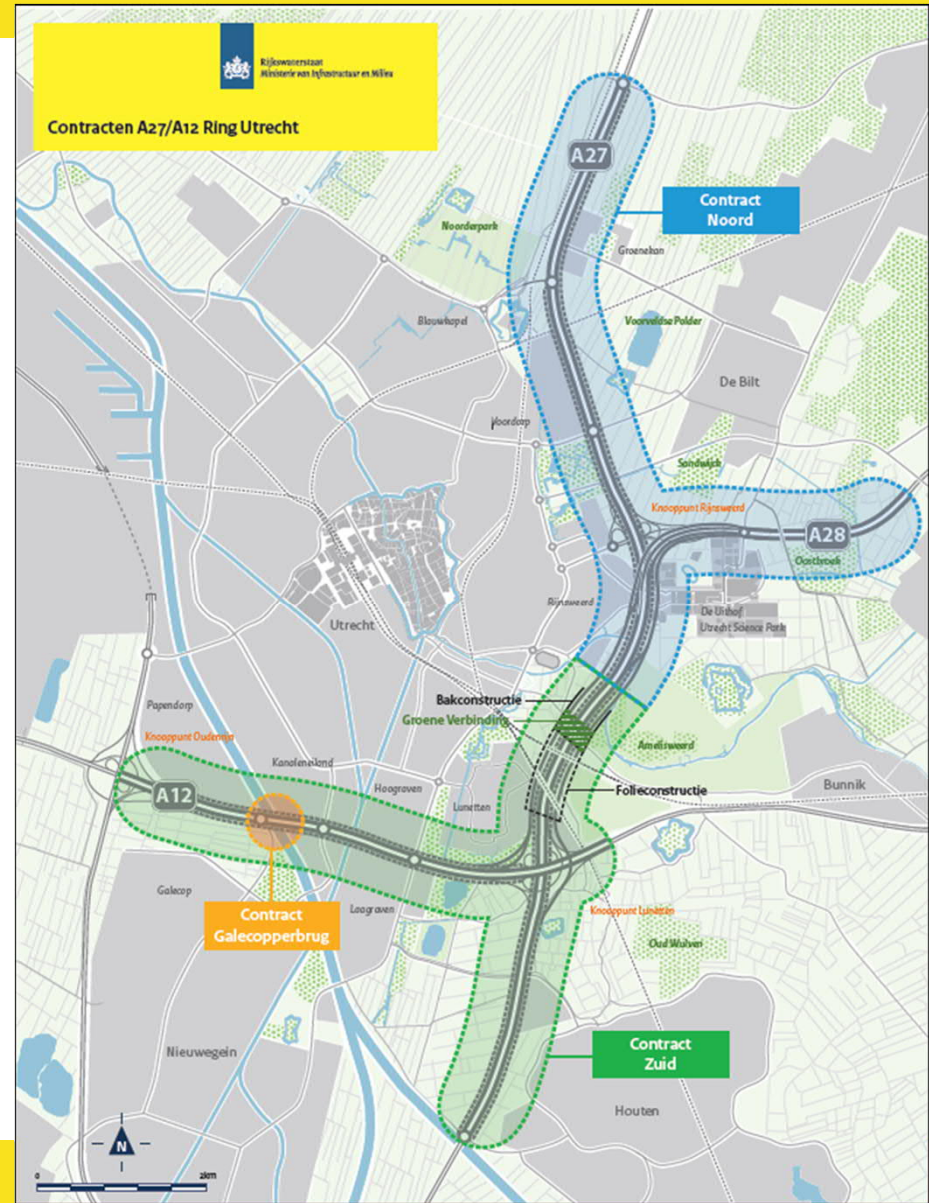 Rijkswaterstaat
Ministerie van Infrastructuur en Milieu
Contracten A27/A12 Ring Utrecht
A27
Contract
Noord
Noorderpark
Groenekan
Blauwkapel
Voorveldse Polder
De Bilt
Voordorp
Sandwijck
Knooppunt Rijnsweerd
A28
Oostbroek
Rijnsweerd
De Uithof
Utrecht Science Park
Utrecht
Bakconstructie
Groene Verbinding
Amelisweerd
Papendorp
Knooppunt Oudenrijn
Kanaleneiland
Hoograven
Folieconstructie
Bunnik
A12
Lunetten
Galecop
Laagraven
Contract
Galecopperbrug
Knooppunt Lunetten
Oud Wulven
Nieuwegein
Contract
Zuid
Houten
N
0 2km